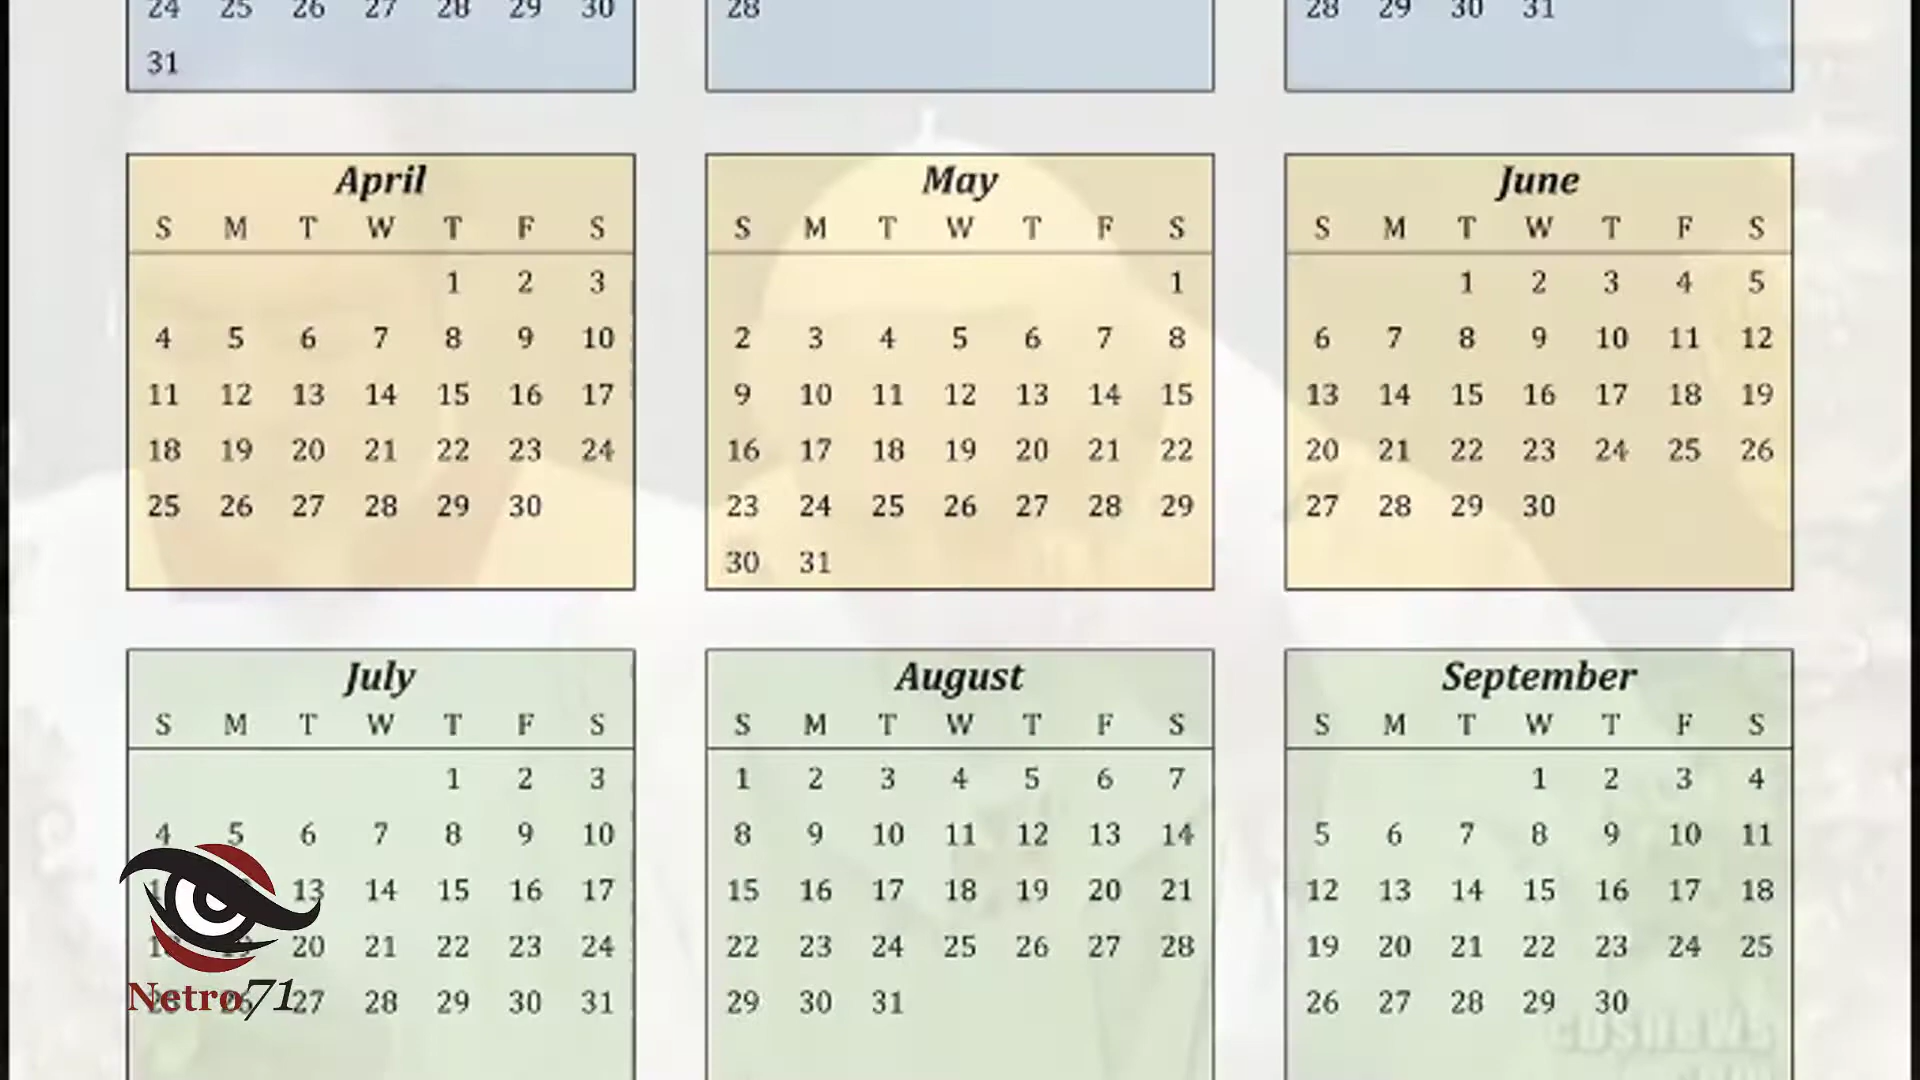 24 25 26 27 28 29 30
31
28
28 29 30 31
April
S M T W T F S
1 2 3
4 5 6 7 8 9 10
11 12 13 14 15 16 17
18 19 20 21 22 23 24
25 26 27 28 29 30
May
S M T W T F S
1
2 3 4 5 6 7 8
9 10 11 12 13 14 15
16 17 18 19 20 21 22
23 24 25 26 27 28 29
30 31
June
S M T W T F S
1 2 3 4 5
6 7 8 9 10 11 12
13 14 15 16 17 18 19
20 21 22 23 24 25 26
27 28 29 30
July
S M T W T F S
1 2 3
4 5 6 7 8 9 10
13 14 15 16 17
20 21 22 23 24
27 28 29 30 31
Netro71
August
S M T W T F S
1 2 3 4 5 6 7
8 9 10 11 12 13 14
15 16 17 18 19 20 21
22 23 24 25 26 27 28
29 30 31
September
S M T W T F S
1 2 3 4
5 6 7 8 9 10 11
12 13 14 15 16 17 18
19 20 21 22 23 24 25
26 27 28 29 30
cbsnews